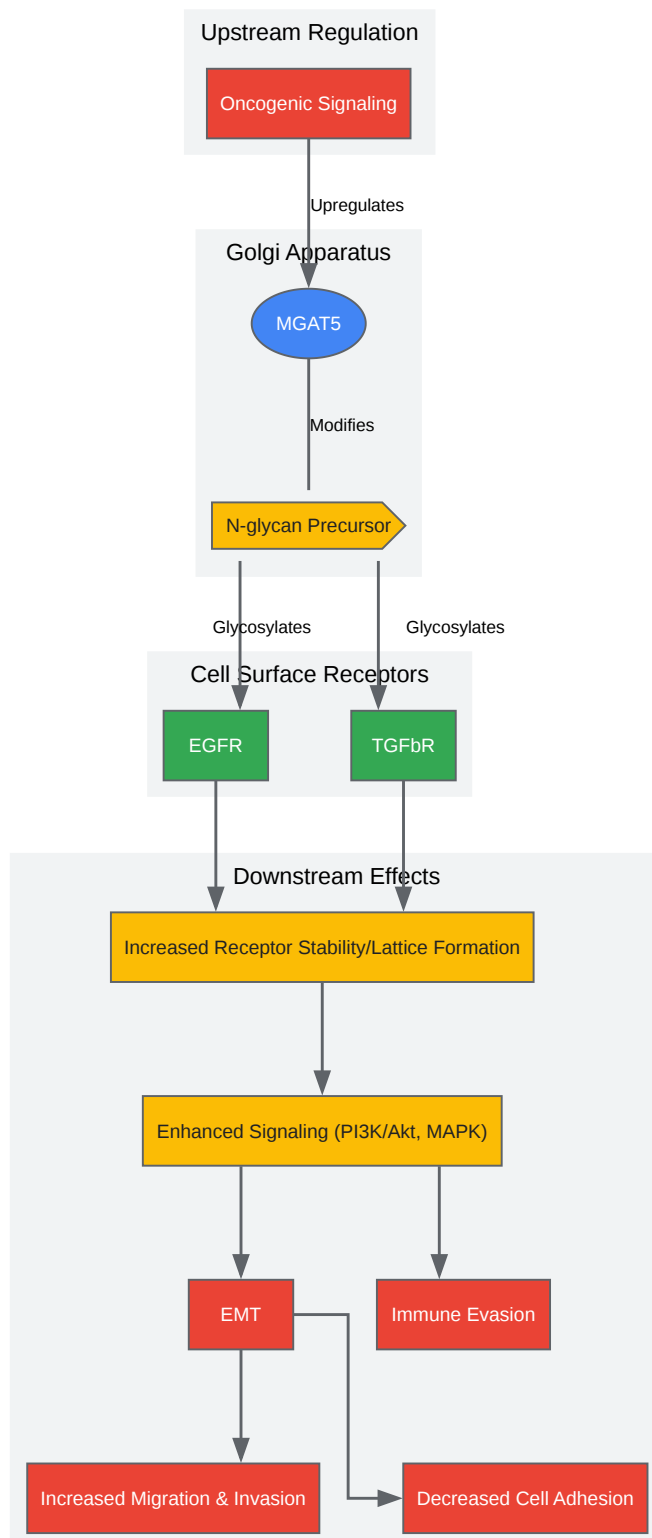 Upstream Regulation
Oncogenic Signaling
Upregulates
Golgi Apparatus
MGAT5
Modifies
N-glycan Precursor
Glycosylates
Glycosylates
Cell Surface Receptors
EGFR
TGFbR
Downstream Effects
Increased Receptor Stability/Lattice Formation
Enhanced Signaling (PI3K/Akt, MAPK)
EMT
Immune Evasion
Increased Migration & Invasion
Decreased Cell Adhesion